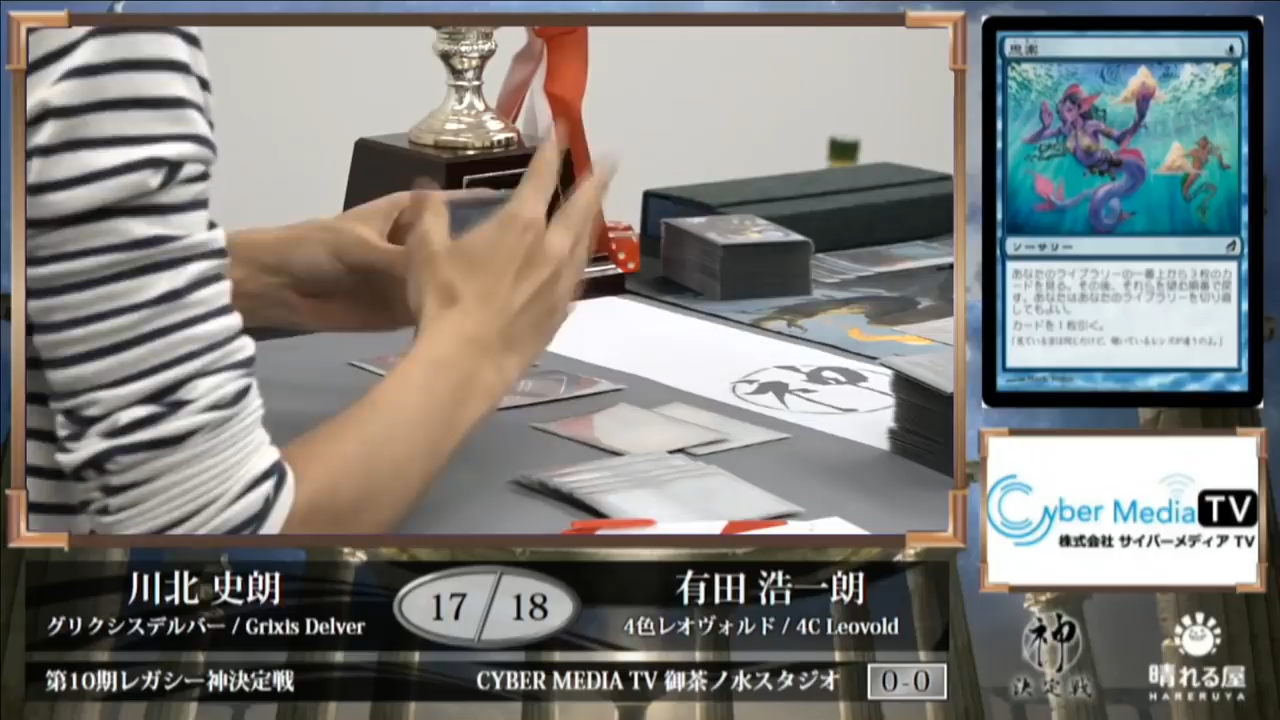 思案
ソーサリー
あなたのライブラリーの一番上から3枚のカ
ードを見る。その後、それらを望む順番で戻
す。あなたはあなたのライブラリーを切り直
してもよい。
カードを1枚引く。
神
Cyber Media TV
株式会社 サイバーメディア TV
川北 史朗
17/18
有田 浩一朗
グリクシスデルバー / Grixis Delver
4色レオヴォルド / 4C Leovold
第10期レガシー神決定戦
CYBER MEDIA TV 御茶ノ水スタジオ
0-0
神
決定戦
晴れる屋
HARERUYA